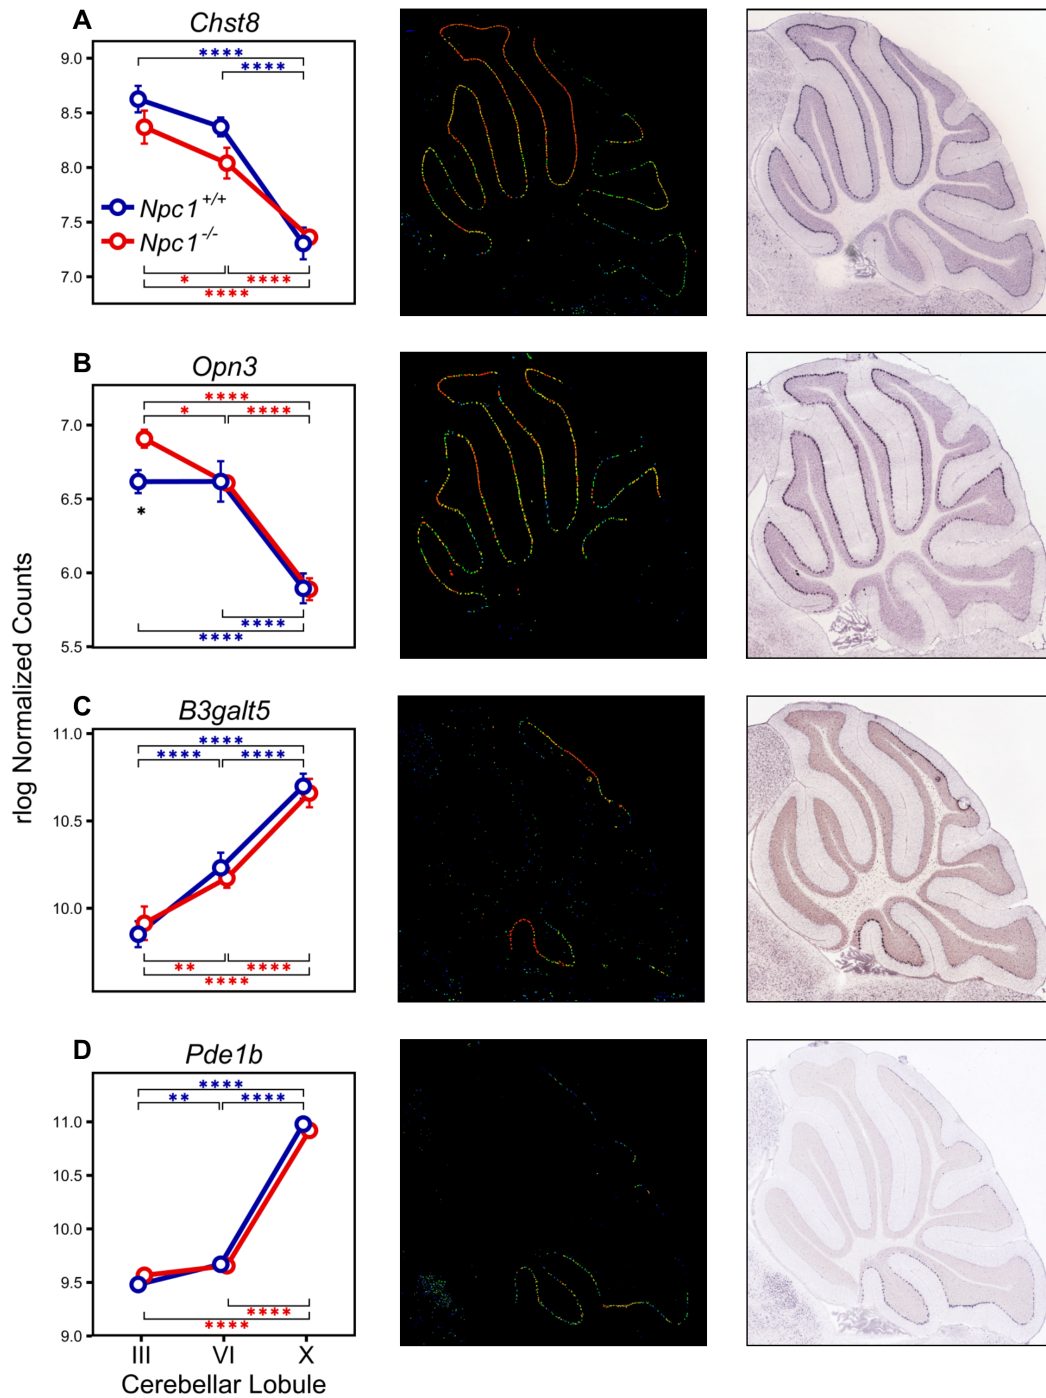 A
Chst8
9.0
8.5
8.0
7.5
7.0
****
****
Npc1+/+
Npc1-/-
* ****
****
B
Opn3
7.0
6.5
6.0
5.5
****
* ****
*
****
****
rlog Normalized Counts
C
B3galt5
11.0
10.5
10.0
****
**** ****
** ****
****
D
Pde1b
11.0
10.5
10.0
9.5
9.0
****
** ****
****
****
III VI X
Cerebellar Lobule